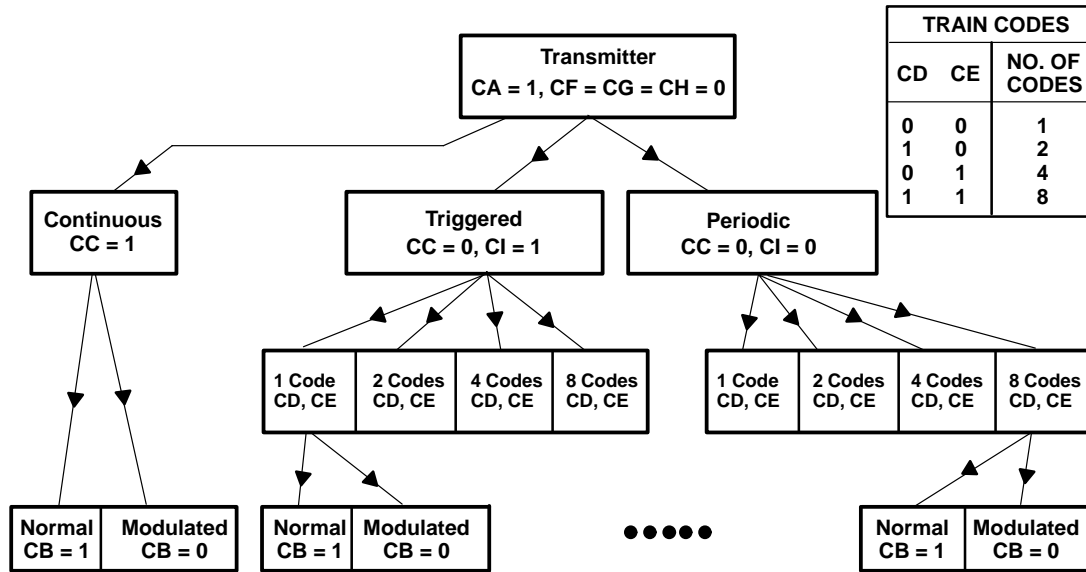 Transmitter
CA = 1, CF = CG = CH = 0
TRAIN CODES
CD CE NO. OF CODES
0 0 1
1 0 2
0 1 4
1 1 8
Continuous
CC = 1
Triggered
CC = 0, CI = 1
Periodic
CC = 0, CI = 0
1 Code
CD, CE
2 Codes
CD, CE
4 Codes
CD, CE
8 Codes
CD, CE
1 Code
CD, CE
2 Codes
CD, CE
4 Codes
CD, CE
8 Codes
CD, CE
Normal
CB = 1
Modulated
CB = 0
Normal
CB = 1
Modulated
CB = 0
Normal
CB = 1
Modulated
CB = 0